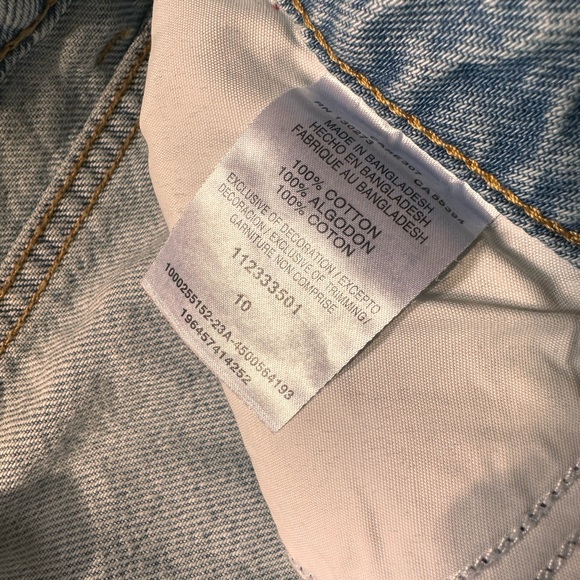 MADE IN BANGLADESH
HECHO EN BANGLADESH
FABRIQUE AU BANGLADESH
100% COTTON
100% ALGODON
100% COTON
EXCLUSIVE OF DECORATION / EXCEPTO
DECORACION / EXCLUSIVE OF TRIMMING/
GARNITURE NON COMPRISE
112333501
10
1000255152-23A-4500564193
196457414252